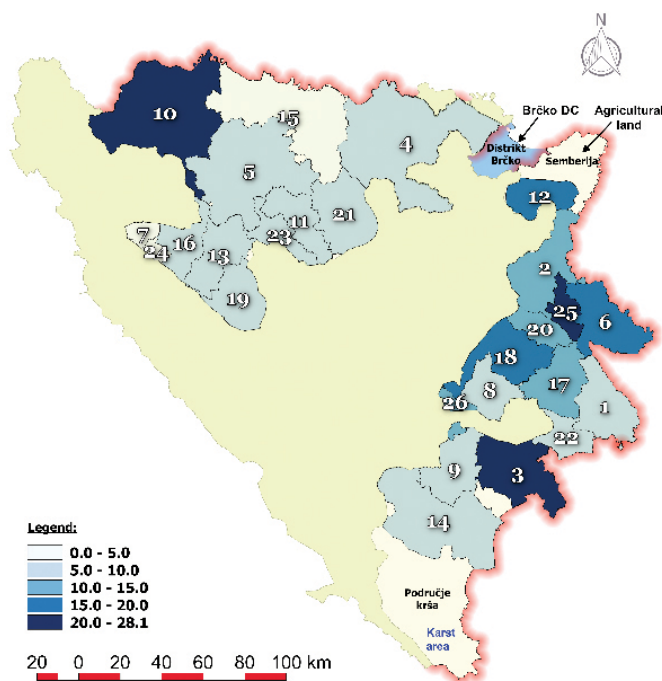 N
Brčko DC
Agricultural
land
Distrikt
Brčko
Semberija
10
15
4
5
12
7
24
16
13
19
11
23
21
2
25
6
20
18
17
8
26
1
22
9
3
14
Područje
krša
Karst
area
Legend:
0.0 - 5.0
5.0 - 10.0
10.0 - 15.0
15.0 - 20.0
20.0 - 28.1
20 0 20 40 60 80 100 km